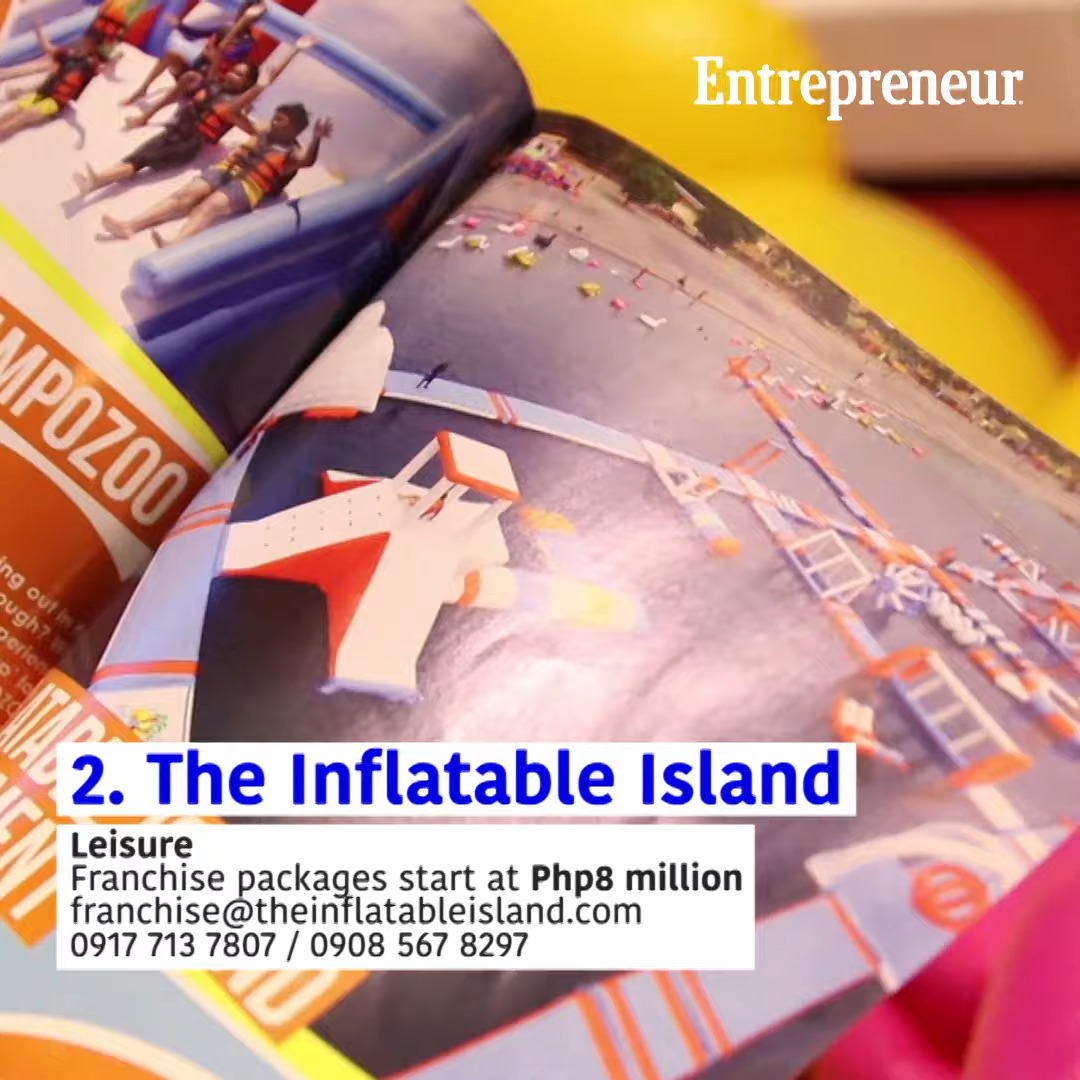 Entrepreneur.
MPOZOO
2. The Inflatable Island
Leisure
Franchise packages start at Php8 million
franchise@theinflatableisland.com
0917 713 7807 / 0908 567 8297